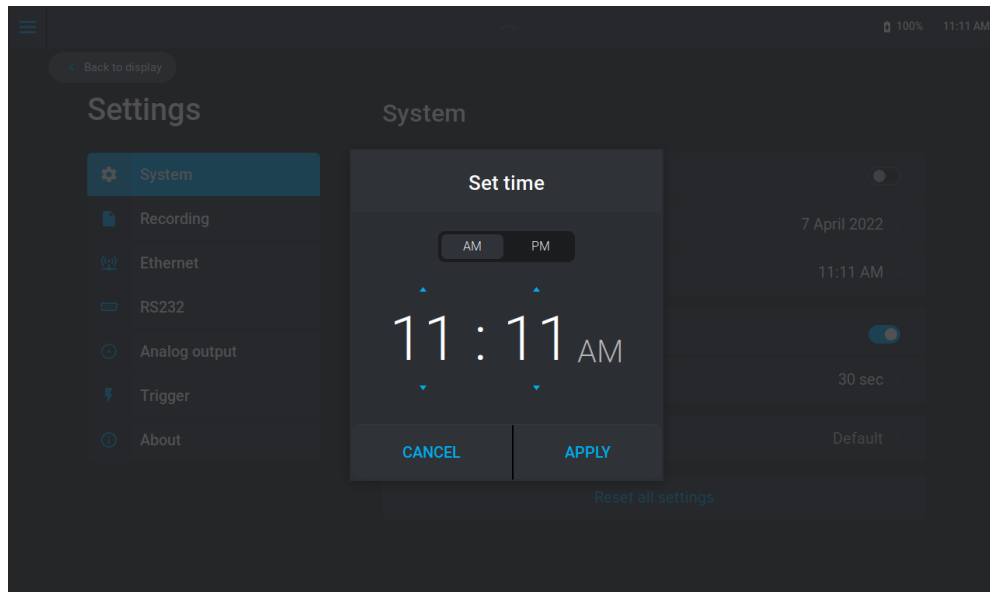 100% 11:11 AM
Back to display
Settings
System
System
Recording
Ethernet
RS232
Analog output
Trigger
About
7 April 2022
11:11 AM
30 sec
Default
Reset all settings
Set time
AM PM
11 : 11 AM
CANCEL APPLY